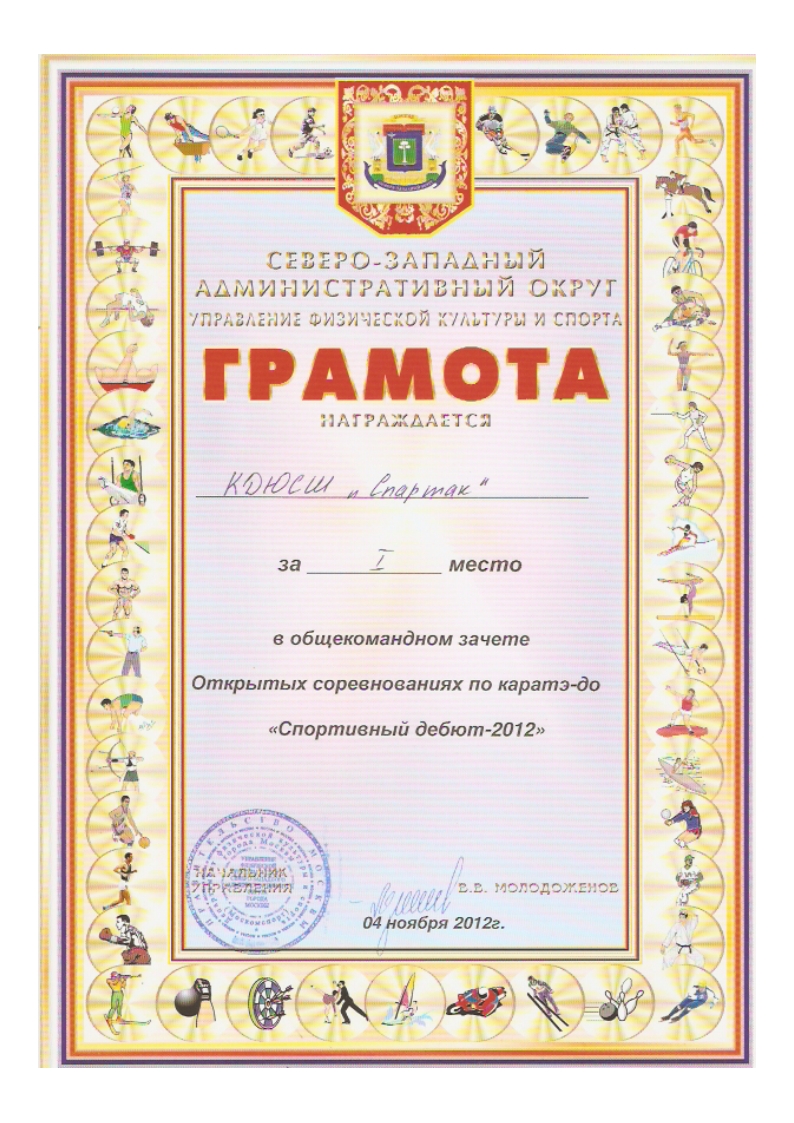 СЕВЕРО-ЗАПАДНЫЙ
АДМИНИСТРАТИВНЫЙ ОКРУГ
УПРАВЛЕНИЕ ФИЗИЧЕСКОЙ КУЛЬТУРЫ И СПОРТА
ГРАМОТА
НАГРАЖДАЕТСЯ
КДЮСШ „Спартак"
за I место
в общекомандном зачете
Открытых соревнованиях по каратэ-до
«Спортивный дебют-2012»
НАЧАЛЬНИК
УПРАВЛЕНИЯ
В.В. МОЛОДОЖЕНОВ
04 ноября 2012г.